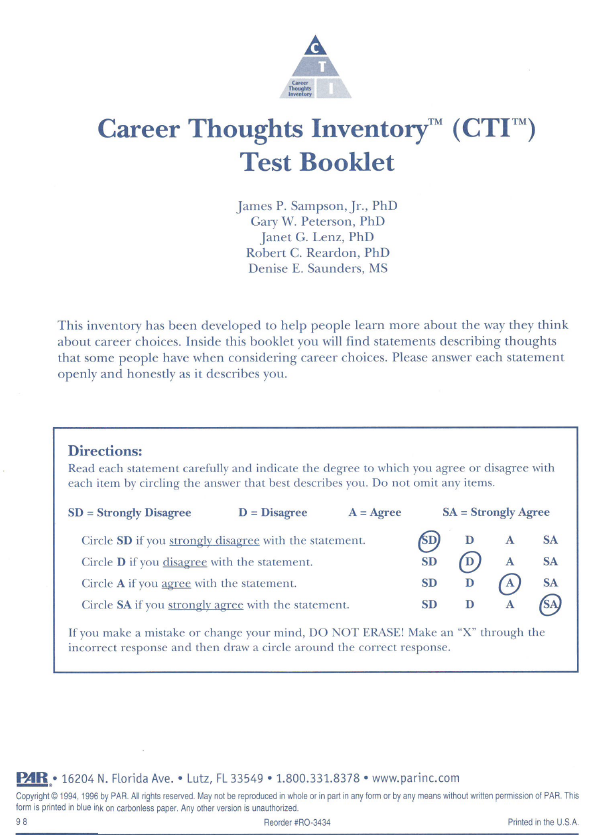 C
T
Career
Thoughts
Inventory
I
Career Thoughts Inventory™ (CTI™)
Test Booklet
James P. Sampson, Jr., PhD
Gary W. Peterson, PhD
Janet G. Lenz, PhD
Robert C. Reardon, PhD
Denise E. Saunders, MS
This inventory has been developed to help people learn more about the way they think
about career choices. Inside this booklet you will find statements describing thoughts
that some people have when considering career choices. Please answer each statement
openly and honestly as it describes you.
Directions:
Read each statement carefully and indicate the degree to which you agree or disagree with
each item by circling the answer that best describes you. Do not omit any items.
SD = Strongly Disagree D = Disagree A = Agree SA = Strongly Agree
Circle SD if you strongly disagree with the statement. SD D A SA
Circle D if you disagree with the statement. SD D A SA
Circle A if you agree with the statement. SD D A SA
Circle SA if you strongly agree with the statement. SD D A SA
If you make a mistake or change your mind, DO NOT ERASE! Make an “X” through the
incorrect response and then draw a circle around the correct response.
PAR® • 16204 N. Florida Ave. • Lutz, FL 33549 • 1.800.331.8378 • www.parinc.com
Copyright © 1994, 1996 by PAR. All rights reserved. May not be reproduced in whole or in part in any form or by any means without written permission of PAR. This
form is printed in blue ink on carbonless paper. Any other version is unauthorized.
9 8 Reorder #RO-3434 Printed in the U.S.A.